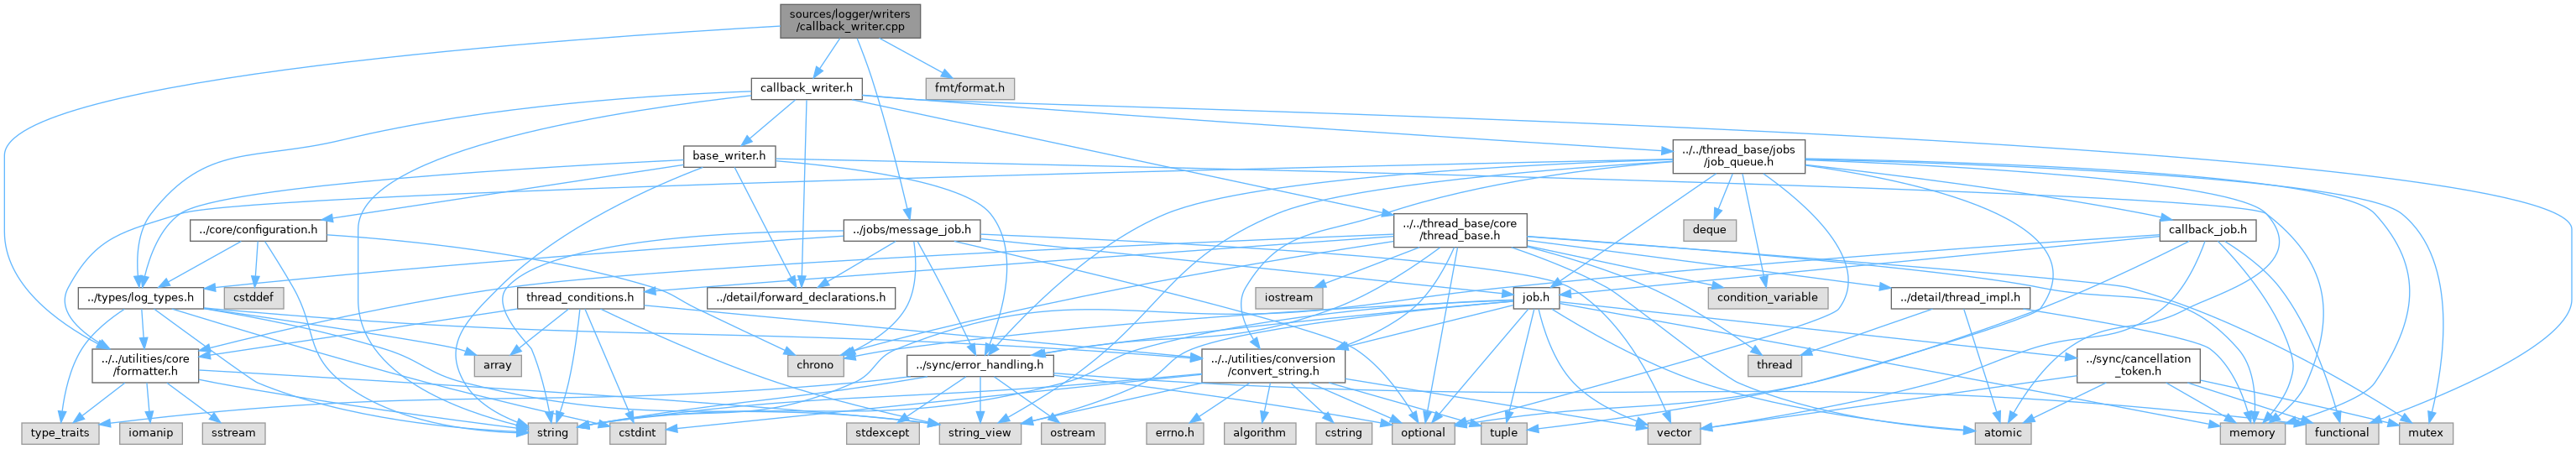 sources/logger/writers
/callback_writer.cpp
callback_writer.h
fmt/format.h
base_writer.h
../../thread_base/jobs
/job_queue.h
../core/configuration.h
../jobs/message_job.h
../../thread_base/core
/thread_base.h
deque
callback_job.h
../types/log_types.h
cstddef
thread_conditions.h
../detail/forward_declarations.h
iostream
job.h
condition_variable
../detail/thread_impl.h
../../utilities/core
/formatter.h
array
chrono
../sync/error_handling.h
../../utilities/conversion
/convert_string.h
thread
../sync/cancellation
_token.h
type_traits
iomanip
sstream
string
cstdint
stdexcept
string_view
ostream
errno.h
algorithm
cstring
optional
tuple
vector
atomic
memory
functional
mutex